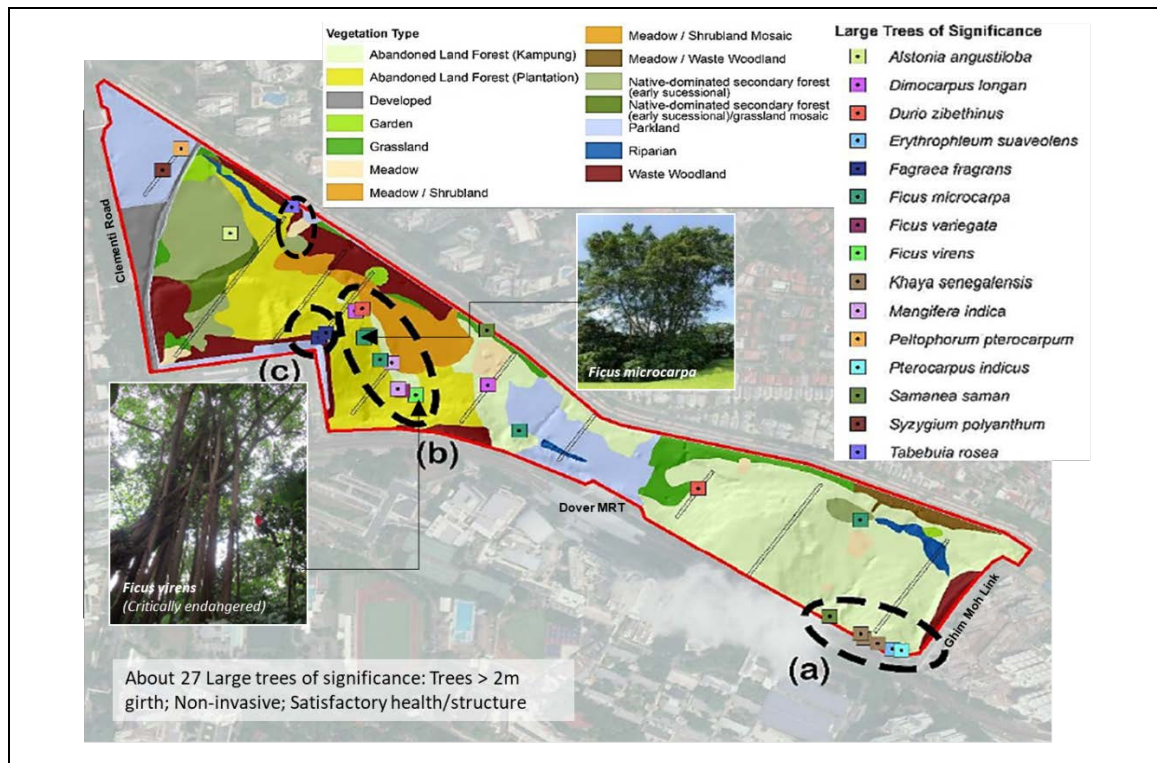 Vegetation Type
Abandoned Land Forest (Kampung)
Abandoned Land Forest (Plantation)
Developed
Garden
Grassland
Meadow
Meadow / Shrubland
Meadow / Shrubland Mosaic
Meadow / Waste Woodland
Native-dominated secondary forest
(early sucessional)
Native-dominated secondary forest
(early sucessional)/grassland mosaic
Parkland
Riparian
Waste Woodland
Large Trees of Significance
Alstonia angustiloba
Dimocarpus longan
Durio zibethinus
Erythrophleum suaveolens
Fagraea fragrans
Ficus microcarpa
Ficus variegata
Ficus virens
Khaya senegalensis
Mangifera indica
Peltophorum pterocarpum
Pterocarpus indicus
Samanea saman
Syzygium polyanthum
Tabebuia rosea
Clementi Road
Ficus microcarpa
(c)
(b)
Dover MRT
Ghim Moh Link
(a)
Ficus virens
(Critically endangered)
About 27 Large trees of significance: Trees > 2m
girth; Non-invasive; Satisfactory health/structure